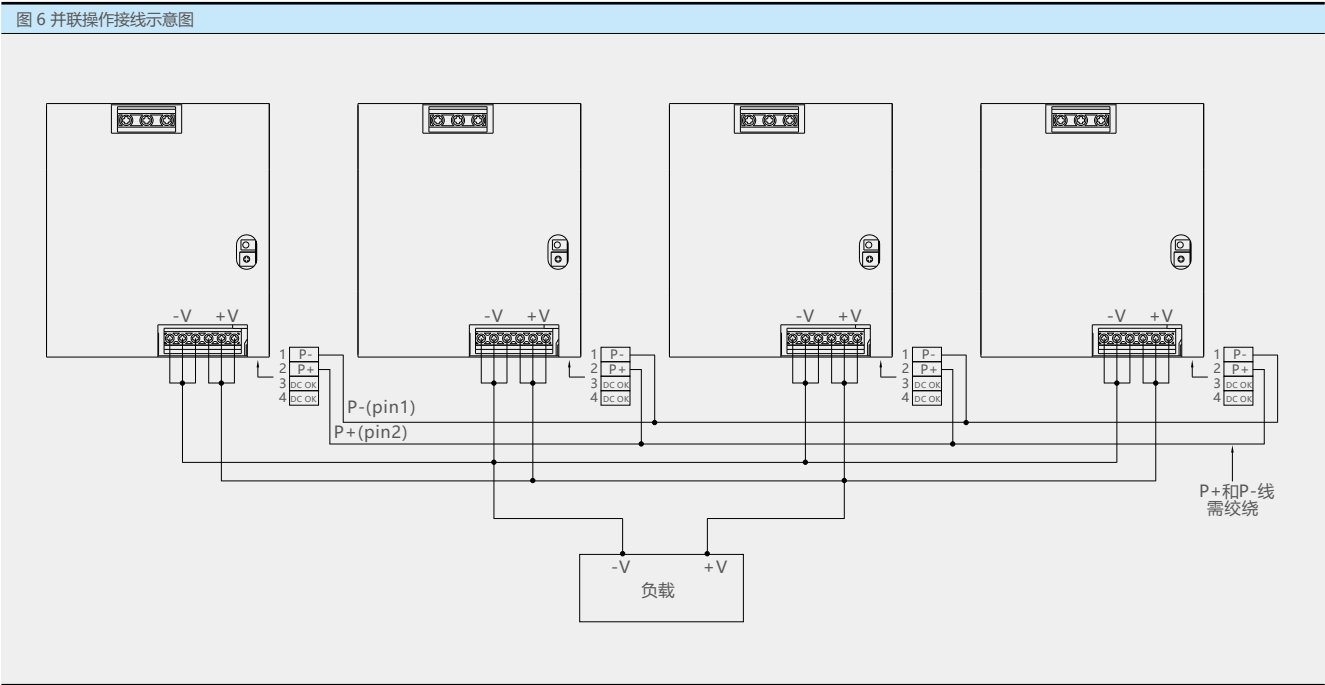 图 6 并联操作接线示意图
-V +V
-V +V
-V +V
-V +V
1 P-
2 P+
3 DC OK
4 DC OK
1 P-
2 P+
3 DC OK
4 DC OK
1 P-
2 P+
3 DC OK
4 DC OK
1 P-
2 P+
3 DC OK
4 DC OK
P-(pin1)
P+(pin2)
P+和P-线
需绞绕
-V +V
负载